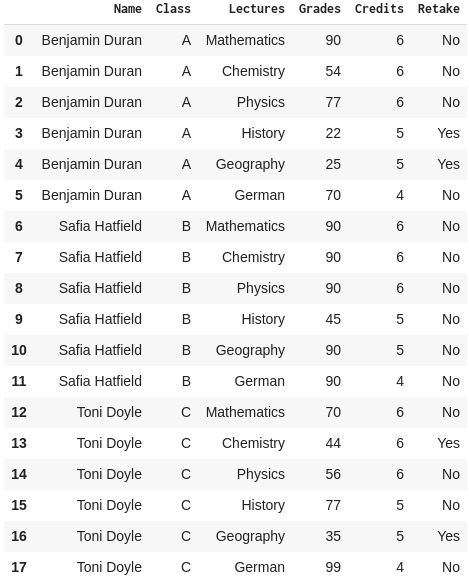 Name Class Lectures Grades Credits Retake
0 Benjamin Duran A Mathematics 90 6 No
1 Benjamin Duran A Chemistry 54 6 No
2 Benjamin Duran A Physics 77 6 No
3 Benjamin Duran A History 22 5 Yes
4 Benjamin Duran A Geography 25 5 Yes
5 Benjamin Duran A German 70 4 No
6 Safia Hatfield B Mathematics 90 6 No
7 Safia Hatfield B Chemistry 90 6 No
8 Safia Hatfield B Physics 90 6 No
9 Safia Hatfield B History 45 5 No
10 Safia Hatfield B Geography 90 5 No
11 Safia Hatfield B German 90 4 No
12 Toni Doyle C Mathematics 70 6 No
13 Toni Doyle C Chemistry 44 6 Yes
14 Toni Doyle C Physics 56 6 No
15 Toni Doyle C History 77 5 No
16 Toni Doyle C Geography 35 5 Yes
17 Toni Doyle C German 99 4 No